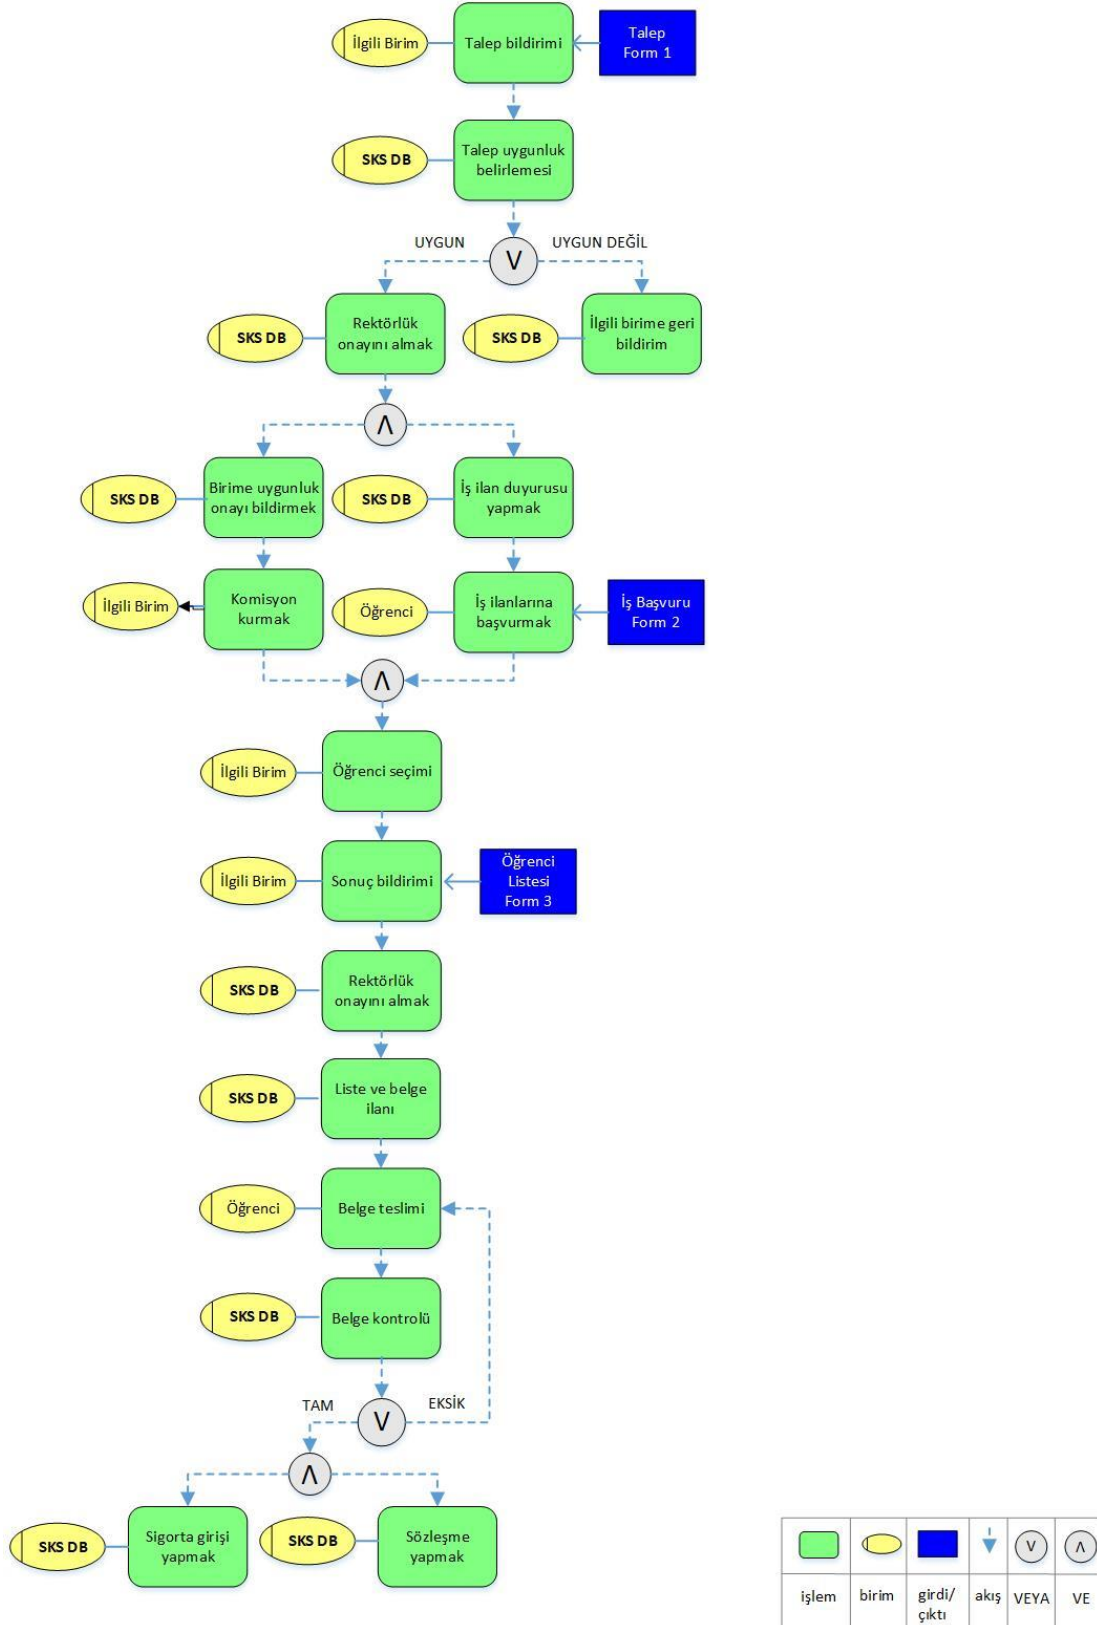 İlgili Birim
Talep bildirimi
Talep
Form 1
SKS DB
Talep uygunluk
belirlemesi
UYGUN
V
UYGUN DEĞİL
SKS DB
Rektörlük
onayını almak
SKS DB
İlgili birime geri
bildirim
Λ
SKS DB
Birime uygunluk
onayı bildirmek
SKS DB
İş ilan duyurusu
yapmak
İlgili Birim
Komisyon
kurmak
Öğrenci
İş ilanlarına
başvurmak
İş Başvuru
Form 2
Λ
İlgili Birim
Öğrenci seçimi
İlgili Birim
Sonuç bildirimi
Öğrenci
Listesi
Form 3
SKS DB
Rektörlük
onayını almak
SKS DB
Liste ve belge
ilanı
Öğrenci
Belge teslimi
SKS DB
Belge kontrolü
TAM
V
EKSİK
Λ
SKS DB
Sigorta girişi
yapmak
SKS DB
Sözleşme
yapmak
V
Λ
işlem
birim
girdi/
çıktı
akış
VEYA
VE